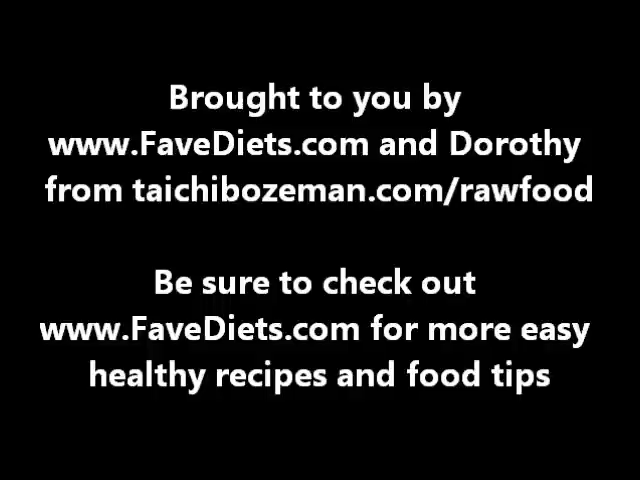 Brought to you by
www.FaveDiets.com and Dorothy
from taichibozeman.com/rawfood
Be sure to check out
www.FaveDiets.com for more easy
healthy recipes and food tips